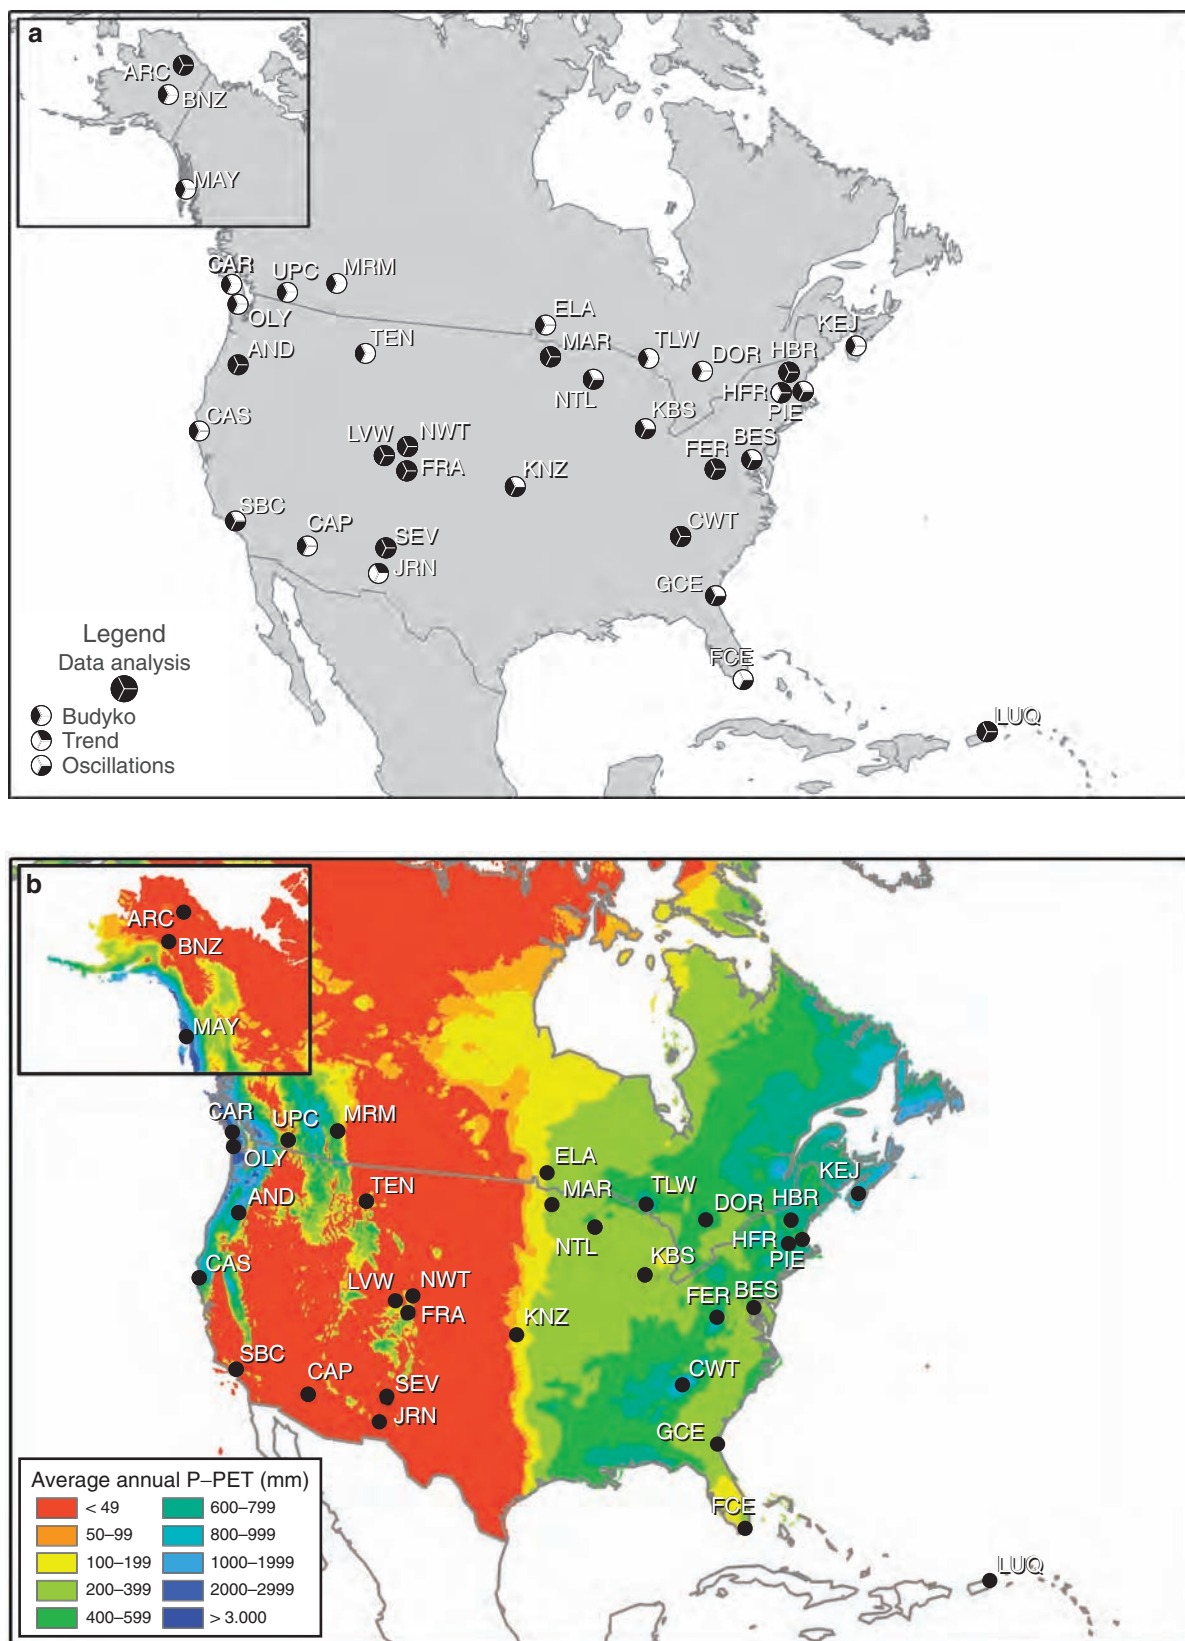 a
ARC
BNZ
MAY
CAR
UPC
MRM
OLY
AND
TEN
ELA
MAR
NTL
TLW
DOR
KEJ
HBR
HFR
PIE
CAS
LVW
NWT
FRA
KBS
KNZ
FER
BES
SBC
CAP
SEV
JRN
CWT
GCE
FCE
LUQ
Legend
Data analysis
Budyko
Trend
Oscillations
b
ARC
BNZ
MAY
CAR
UPC
MRM
OLY
AND
TEN
ELA
MAR
NTL
TLW
DOR
KEJ
HBR
HFR
PIE
CAS
LVW
NWT
FRA
KBS
KNZ
FER
BES
SBC
CAP
SEV
JRN
CWT
GCE
FCE
LUQ
Average annual P–PET (mm)
< 49
600–799
50–99
800–999
100–199
1000–1999
200–399
2000–2999
400–599
> 3.000